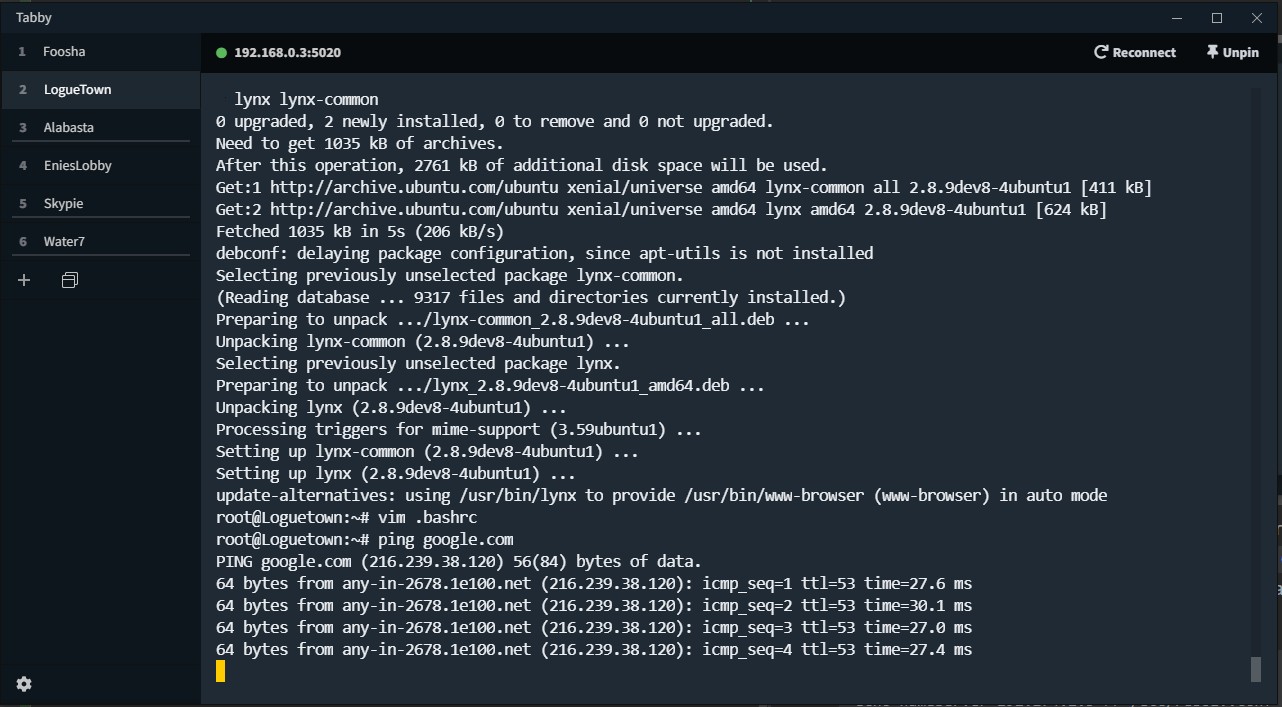 Tabby
1 Foosha
2 LogueTown
3 Alabasta
4 EniesLobby
5 Skypie
6 Water7
192.168.0.3:5020
Reconnect Unpin
lynx lynx-common
0 upgraded, 2 newly installed, 0 to remove and 0 not upgraded.
Need to get 1035 kB of archives.
After this operation, 2761 kB of additional disk space will be used.
Get:1 http://archive.ubuntu.com/ubuntu xenial/universe amd64 lynx-common all 2.8.9dev8-4ubuntu1 [411 kB]
Get:2 http://archive.ubuntu.com/ubuntu xenial/universe amd64 lynx amd64 2.8.9dev8-4ubuntu1 [624 kB]
Fetched 1035 kB in 5s (206 kB/s)
debconf: delaying package configuration, since apt-utils is not installed
Selecting previously unselected package lynx-common.
(Reading database ... 9317 files and directories currently installed.)
Preparing to unpack .../lynx-common_2.8.9dev8-4ubuntu1_all.deb ...
Unpacking lynx-common (2.8.9dev8-4ubuntu1) ...
Selecting previously unselected package lynx.
Preparing to unpack .../lynx_2.8.9dev8-4ubuntu1_amd64.deb ...
Unpacking lynx (2.8.9dev8-4ubuntu1) ...
Processing triggers for mime-support (3.59ubuntu1) ...
Setting up lynx-common (2.8.9dev8-4ubuntu1) ...
Setting up lynx (2.8.9dev8-4ubuntu1) ...
update-alternatives: using /usr/bin/lynx to provide /usr/bin/www-browser (www-browser) in auto mode
root@Loguetown:~# vim .bashrc
root@Loguetown:~# ping google.com
PING google.com (216.239.38.120) 56(84) bytes of data.
64 bytes from any-in-2678.1e100.net (216.239.38.120): icmp_seq=1 ttl=53 time=27.6 ms
64 bytes from any-in-2678.1e100.net (216.239.38.120): icmp_seq=2 ttl=53 time=30.1 ms
64 bytes from any-in-2678.1e100.net (216.239.38.120): icmp_seq=3 ttl=53 time=27.0 ms
64 bytes from any-in-2678.1e100.net (216.239.38.120): icmp_seq=4 ttl=53 time=27.4 ms